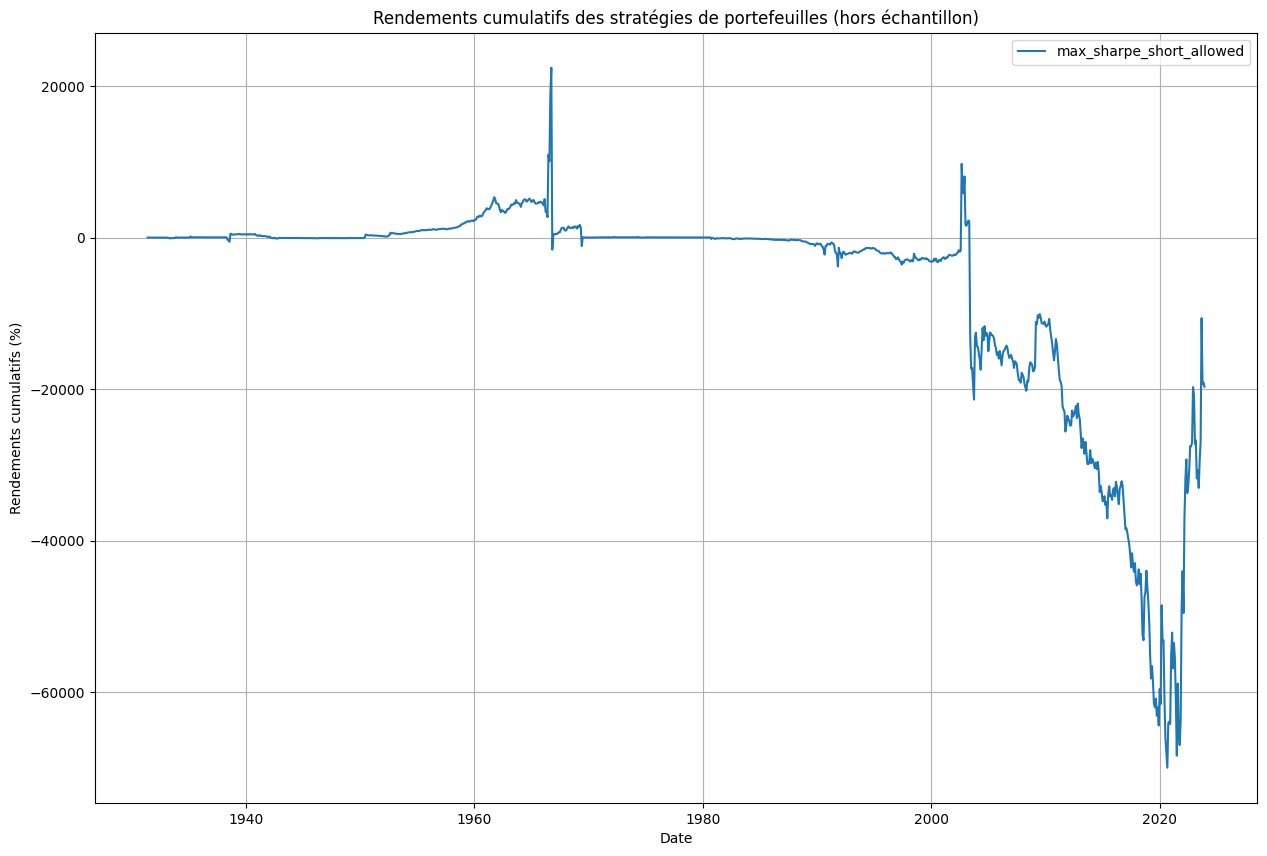 Rendements cumulatifs des stratégies de portefeuilles (hors échantillon)
max_sharpe_short_allowed
Rendements cumulatifs (%)
20000
0
−20000
−40000
−60000
1940
1960
1980
2000
2020
Date